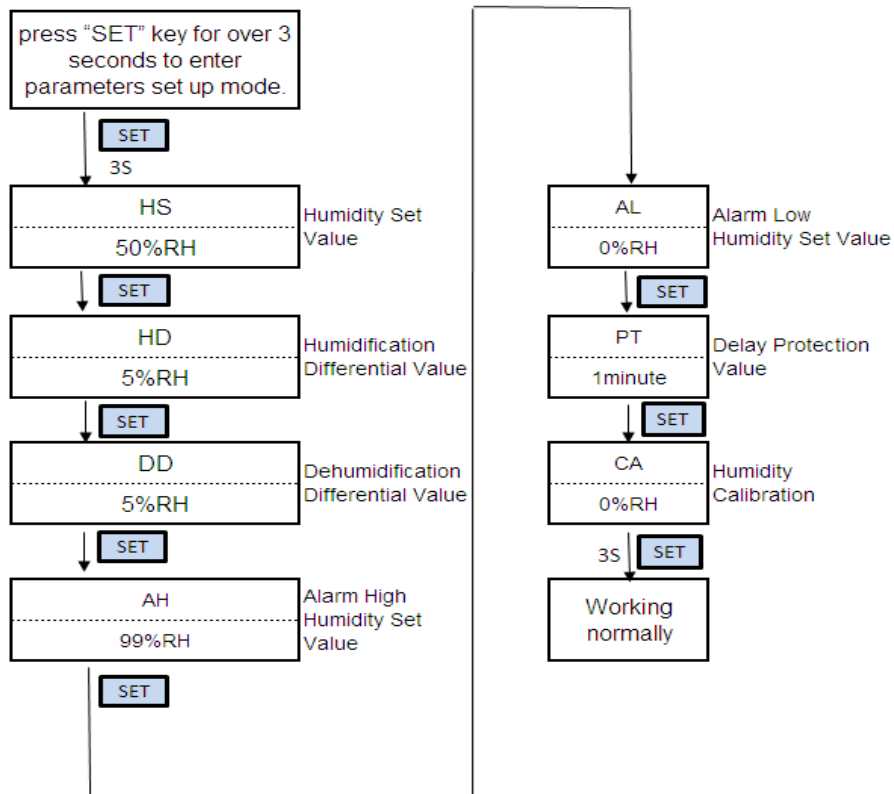 press “SET” key for over 3
seconds to enter
parameters set up mode.
SET
3S
HS
50%RH
Humidity Set
Value
SET
HD
5%RH
Humidification
Differential Value
SET
DD
5%RH
Dehumidification
Differential Value
SET
AH
99%RH
Alarm High
Humidity Set
Value
SET
AL
0%RH
Alarm Low
Humidity Set Value
SET
PT
1minute
Delay Protection
Value
SET
CA
0%RH
Humidity
Calibration
3S
SET
Working
normally